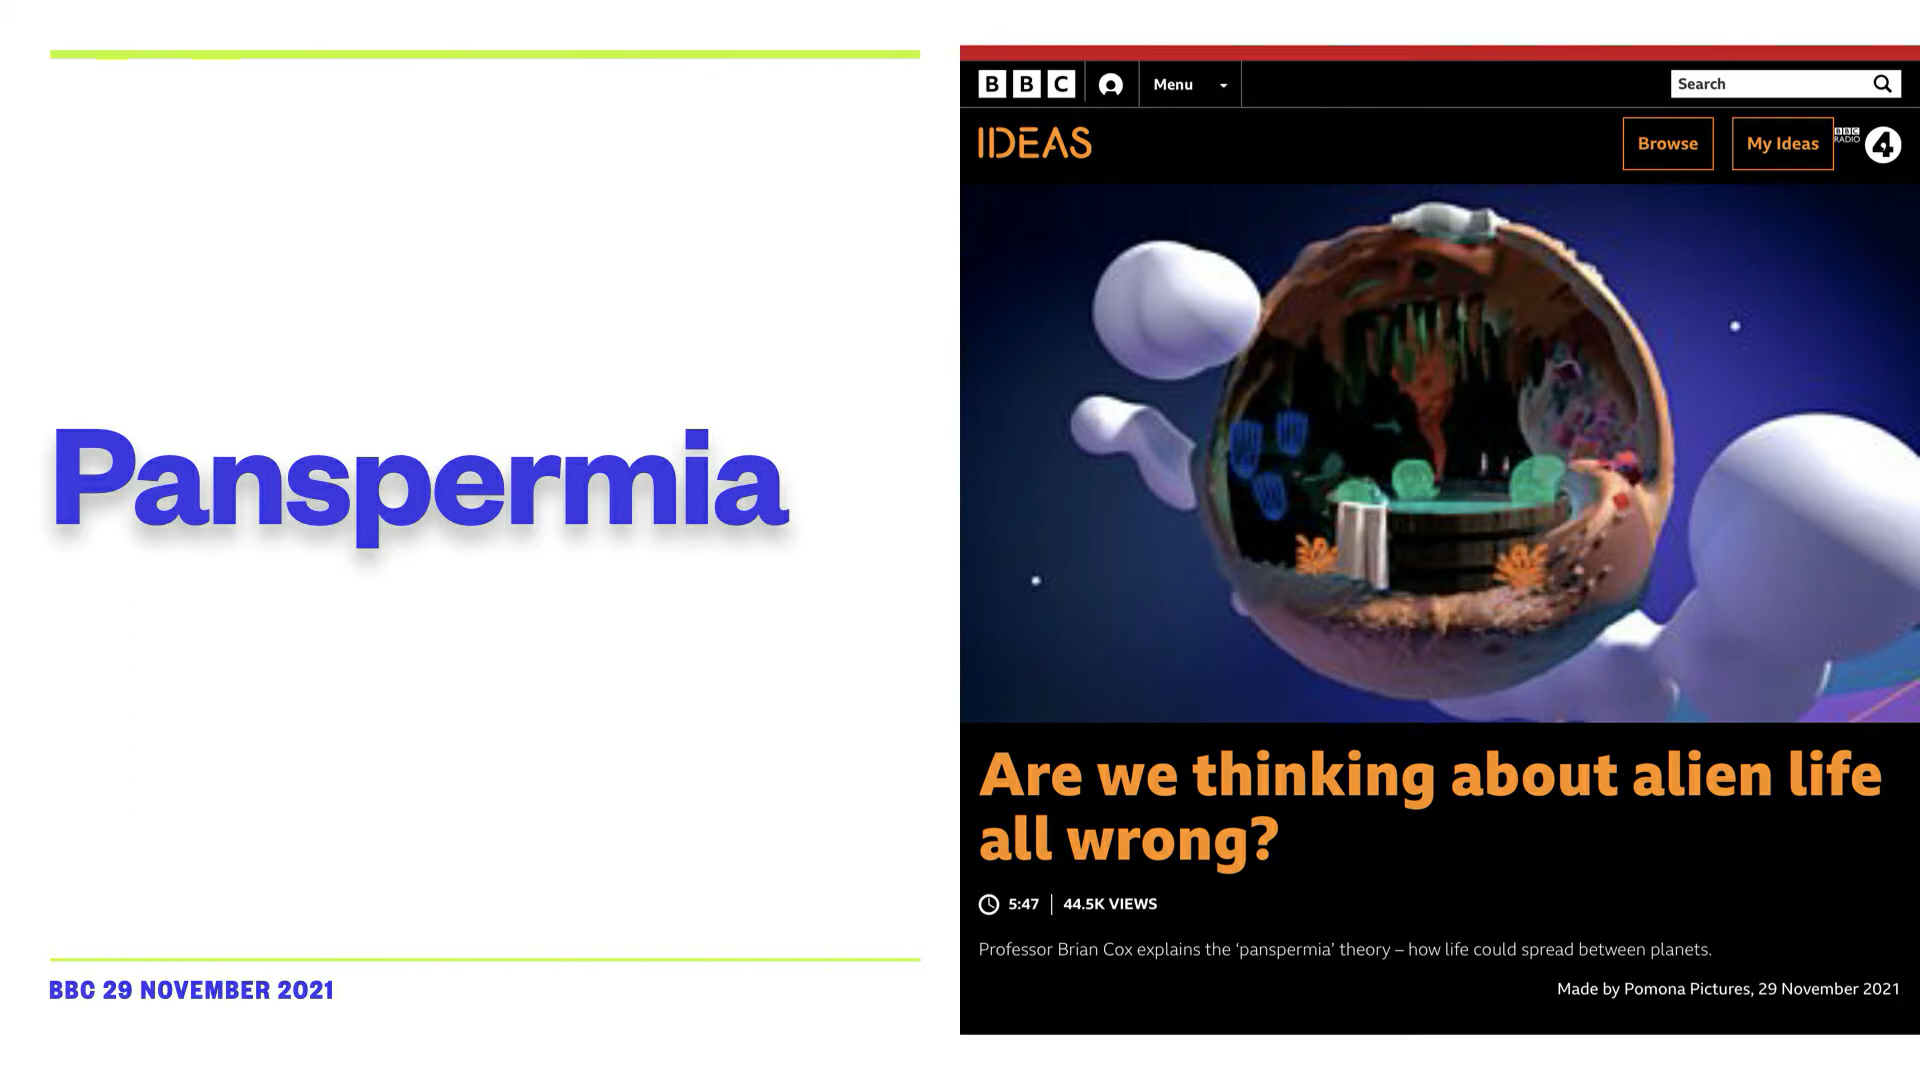 Panspermia
BBC 29 NOVEMBER 2021
BBC
Menu
Search
IDEAS
Browse
My Ideas
BBC
RADIO
4
Are we thinking about alien life
all wrong?
5:47 | 44.5K VIEWS
Professor Brian Cox explains the ‘panspermia’ theory – how life could spread between planets.
Made by Pomona Pictures, 29 November 2021